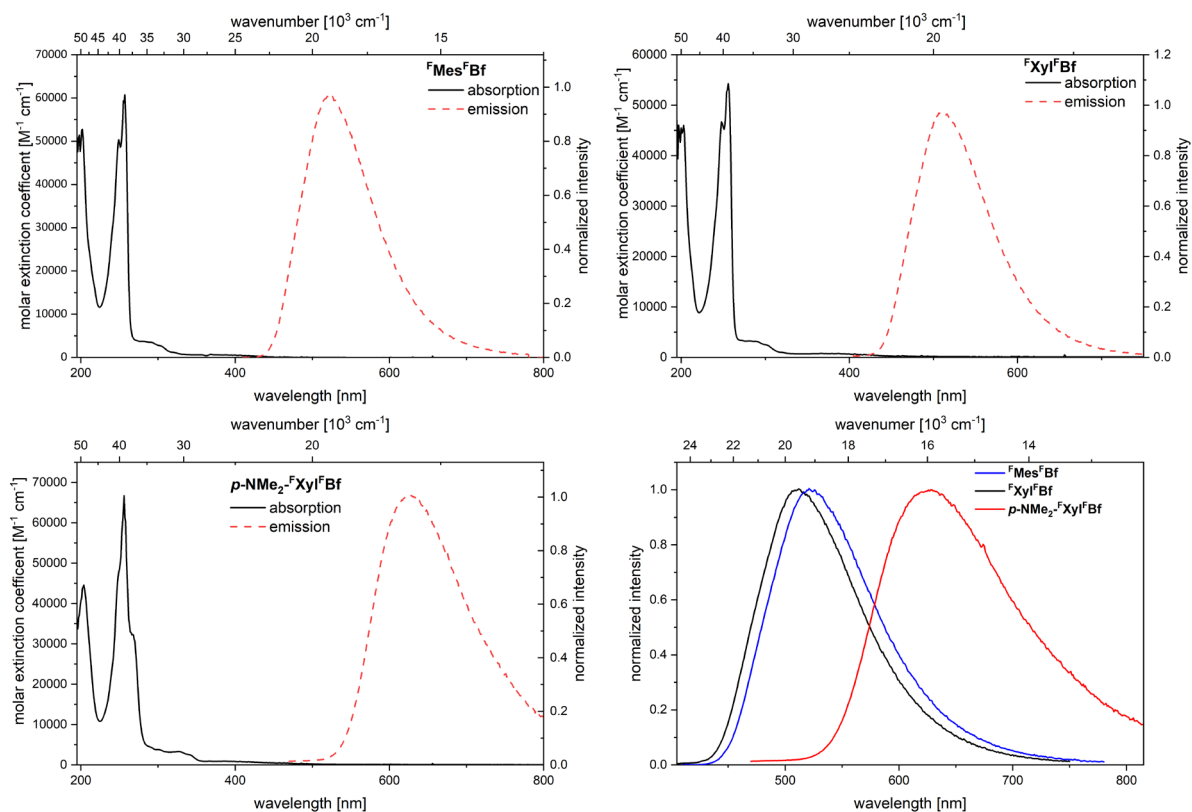 wavenumber [10³ cm⁻¹]
50 45 40 35 30 25 20 15
ᶠMesᶠBf
absorption
emission
molar extinction coefficient [M⁻¹ cm⁻¹]
70000
60000
50000
40000
30000
20000
10000
0
normalized intensity
1.0
0.8
0.6
0.4
0.2
0.0
200 400 600 800
wavelength [nm]
wavenumber [10³ cm⁻¹]
50 40 30 20
ᶠXylᶠBf
absorption
emission
molar extinction coefficient [M⁻¹ cm⁻¹]
60000
50000
40000
30000
20000
10000
0
normalized intensity
1.2
1.0
0.8
0.6
0.4
0.2
0.0
200 400 600
wavelength [nm]
wavenumber [10³ cm⁻¹]
50 45 40 35 30 25 20
p-NMe₂-ᶠXylᶠBf
absorption
emission
molar extinction coefficient [M⁻¹ cm⁻¹]
70000
60000
50000
40000
30000
20000
10000
0
normalized intensity
1.0
0.8
0.6
0.4
0.2
0.0
200 400 600 800
wavelength [nm]
wavenumer [10³ cm⁻¹]
24 22 20 18 16 14
ᶠMesᶠBf
ᶠXylᶠBf
p-NMe₂-ᶠXylᶠBf
normalized intensity
1.0
0.8
0.6
0.4
0.2
0.0
500 600 700 800
wavelength [nm]